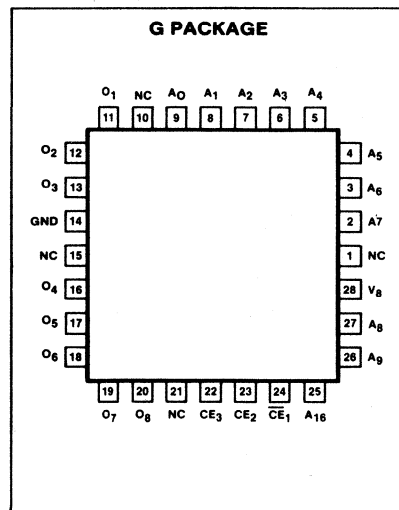 G PACKAGE
O1 NC AO A1 A2 A3 A4
11 10 9 8 7 6 5
O2 12 4 A5
O3 13 3 A6
GND 14 2 A7
NC 15 1 NC
O4 16 28 V8
O5 17 27 A8
O6 18 26 A9
19 20 21 22 23 24 25
O7 O8 NC CE3 CE2 C̅E̅1 A16